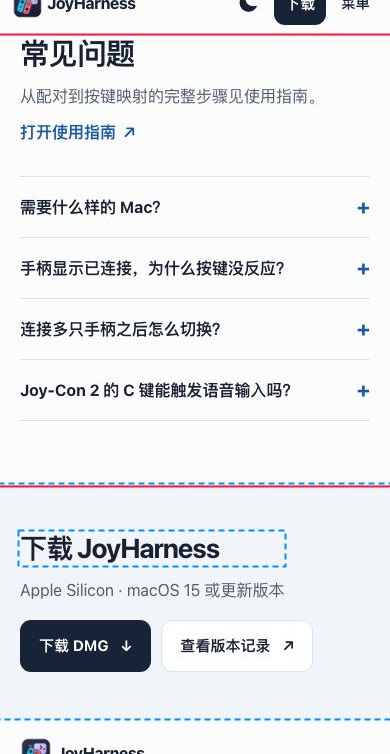 JoyHarness
下载
菜单
常见问题
从配对到按键映射的完整步骤见使用指南。
打开使用指南 ↗
需要什么样的 Mac? +
手柄显示已连接，为什么按键没反应? +
连接多只手柄之后怎么切换? +
Joy-Con 2 的 C 键能触发语音输入吗? +
下载 JoyHarness
Apple Silicon · macOS 15 或更新版本
下载 DMG ↓
查看版本记录 ↗
JoyHarness